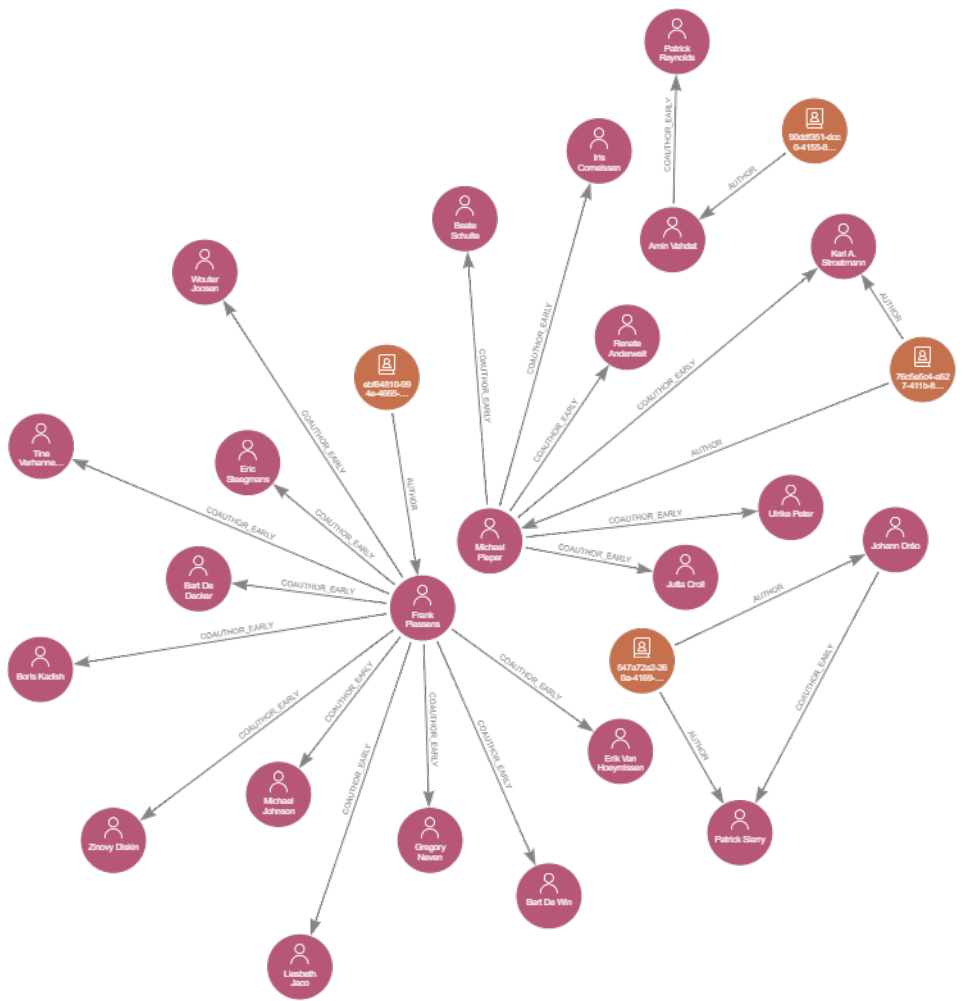 Patrick
Reynolds
COAUTHOR_EARLY
90ddf351-dcc
0-4155-8...
AUTHOR
Amin Vahdat
Iris
Cornelissen
COAUTHOR_EARLY
Beate
Schulte
COAUTHOR_EARLY
Karl A.
Stroetmann
AUTHOR
COAUTHOR_EARLY
Renate
Anderweit
COAUTHOR_EARLY
76c5e5c4-a52
7-411b-8...
AUTHOR
Wouter
Joosen
COAUTHOR_EARLY
ebf64810-99
4e-4665-...
AUTHOR
Tine
Verhanne...
COAUTHOR_EARLY
Eric
Steegmans
COAUTHOR_EARLY
Michael
Pieper
COAUTHOR_EARLY
Ulrike Peter
COAUTHOR_EARLY
Jutta Croll
Johann Dréo
AUTHOR
COAUTHOR_EARLY
Bart De
Decker
COAUTHOR_EARLY
Frank
Piessens
Boris Kadish
COAUTHOR_EARLY
547a72a2-26
0a-4169-...
AUTHOR
COAUTHOR_EARLY
Erik Van
Hoeymissen
COAUTHOR_EARLY
Zinovy Diskin
COAUTHOR_EARLY
Michael
Johnson
COAUTHOR_EARLY
COAUTHOR_EARLY
Gregory
Neven
COAUTHOR_EARLY
Bart De Win
Patrick Siarry
Liesbeth
Jaco